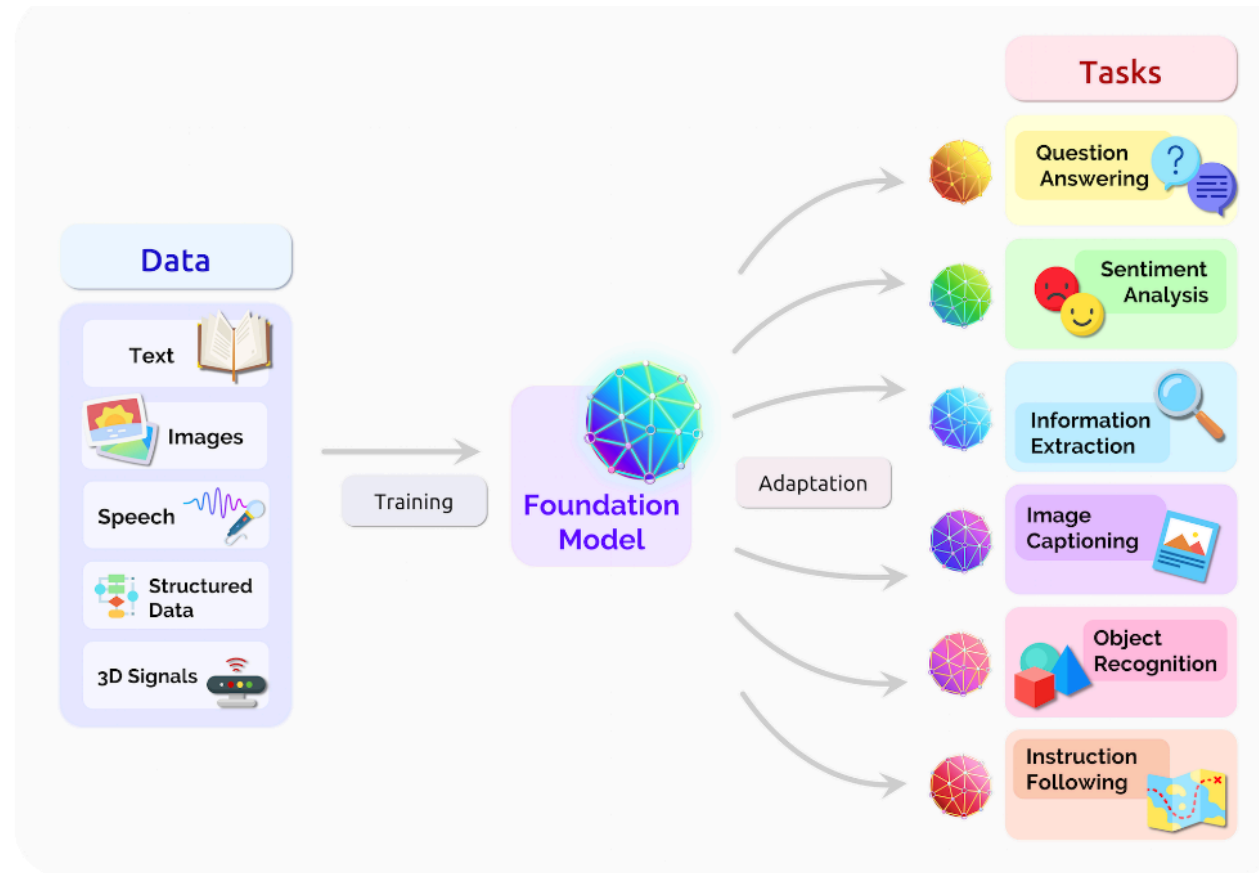 Data
Text
Images
Speech
Structured
Data
3D Signals
Training
Foundation
Model
Adaptation
Tasks
Question
Answering
?
Sentiment
Analysis
Information
Extraction
Image
Captioning
Object
Recognition
Instruction
Following